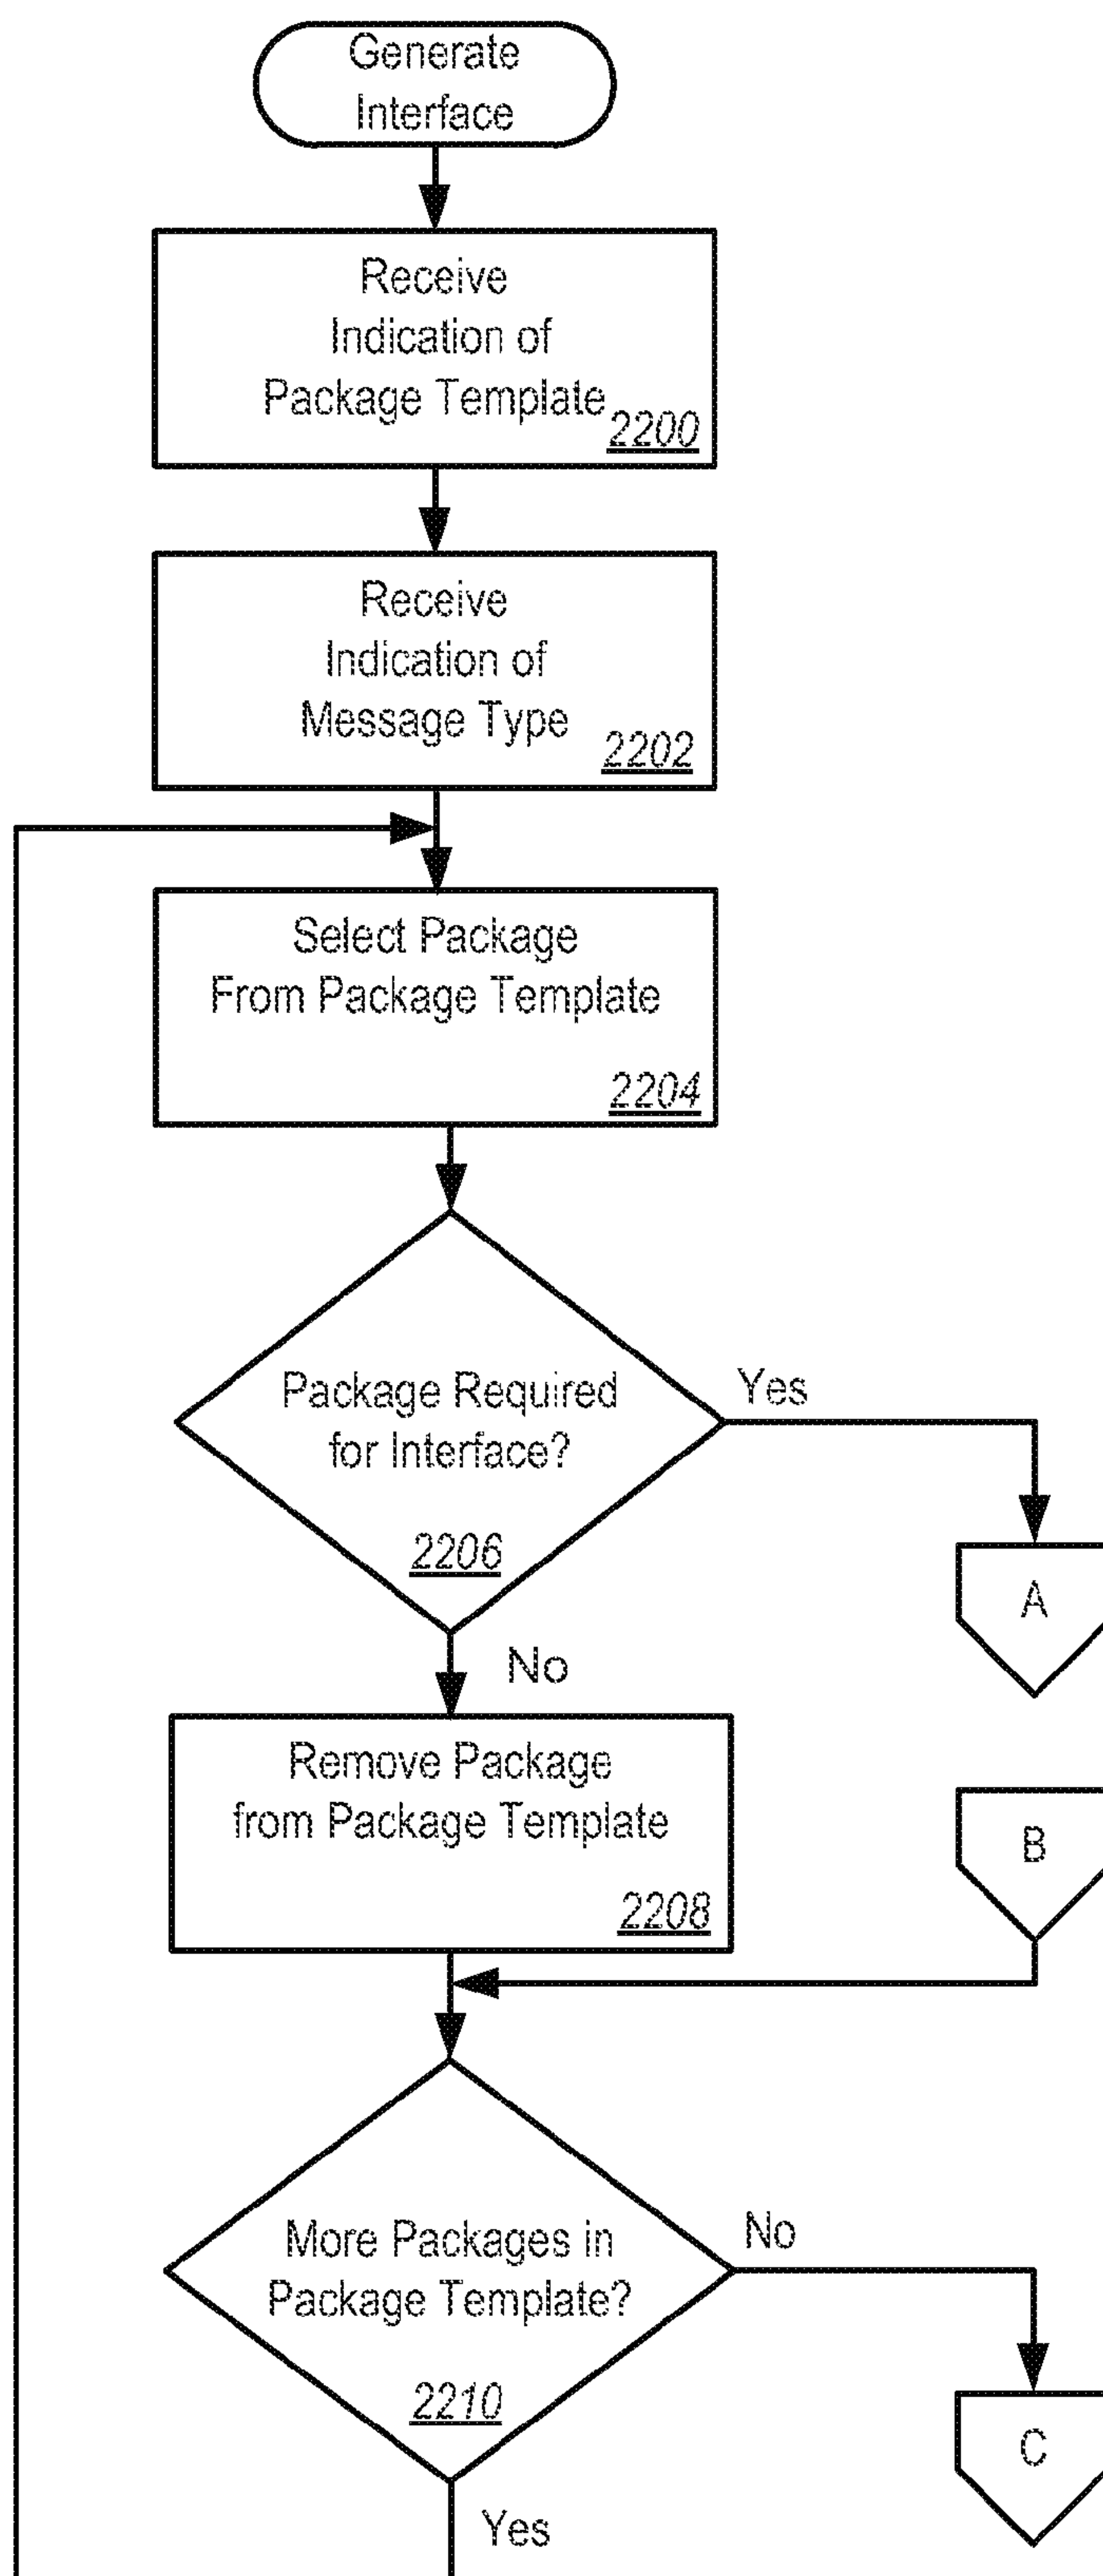 Generate
Interface
Receive
Indication of
Package Template
2200
Receive
Indication of
Message Type
2202
Select Package
From Package Template
2204
Package Required
for Interface?
2206
Yes
A
No
Remove Package
from Package Template
2208
B
More Packages in
Package Template?
2210
No
C
Yes